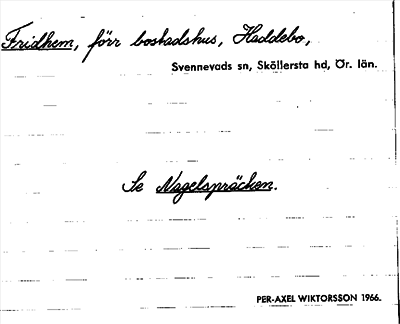 Fridhem, förr bostadshus, Haddebo,
Svennevads sn, Sköllersta hd, Ör. län.
Se Nagelspräcken.
PER-AXEL WIKTORSSON 1966.